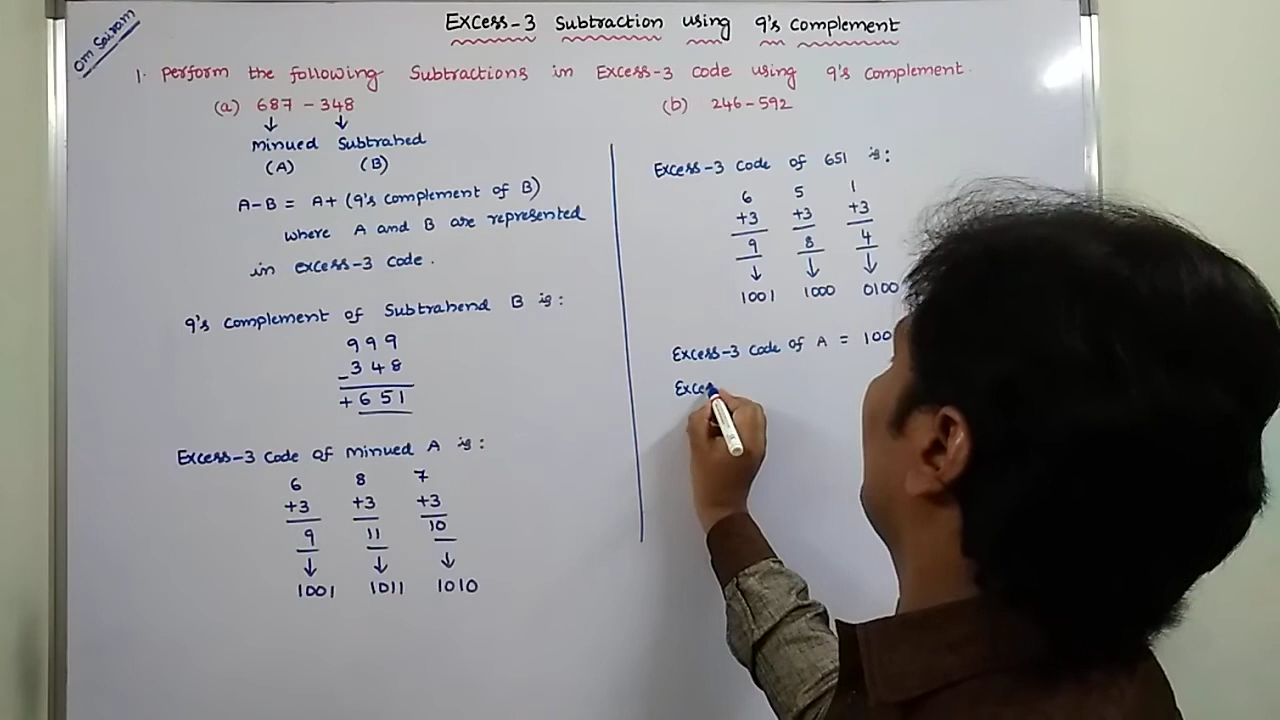 Om Sairam
Excess-3 Subtraction using 9's complement
1. Perform the following Subtractions in Excess-3 code using 9's complement.
(a) 687 - 348
(b) 246-592
↓ ↓
Minued Subtrahed
(A) (B)
A-B = A+ (9's complement of B)
where A and B are represented
in excess-3 code.
9's complement of Subtrahend B is:
999
- 348
+ 651
Excess-3 code of minued A is:
6 8 7
+3 +3 +3
9 11 10
↓ ↓ ↓
1001 1011 1010
Excess-3 code of 651 is:
6 5 1
+3 +3 +3
9 8 4
↓ ↓ ↓
1001 1000 0100
Excess-3 code of A = 100
Exces